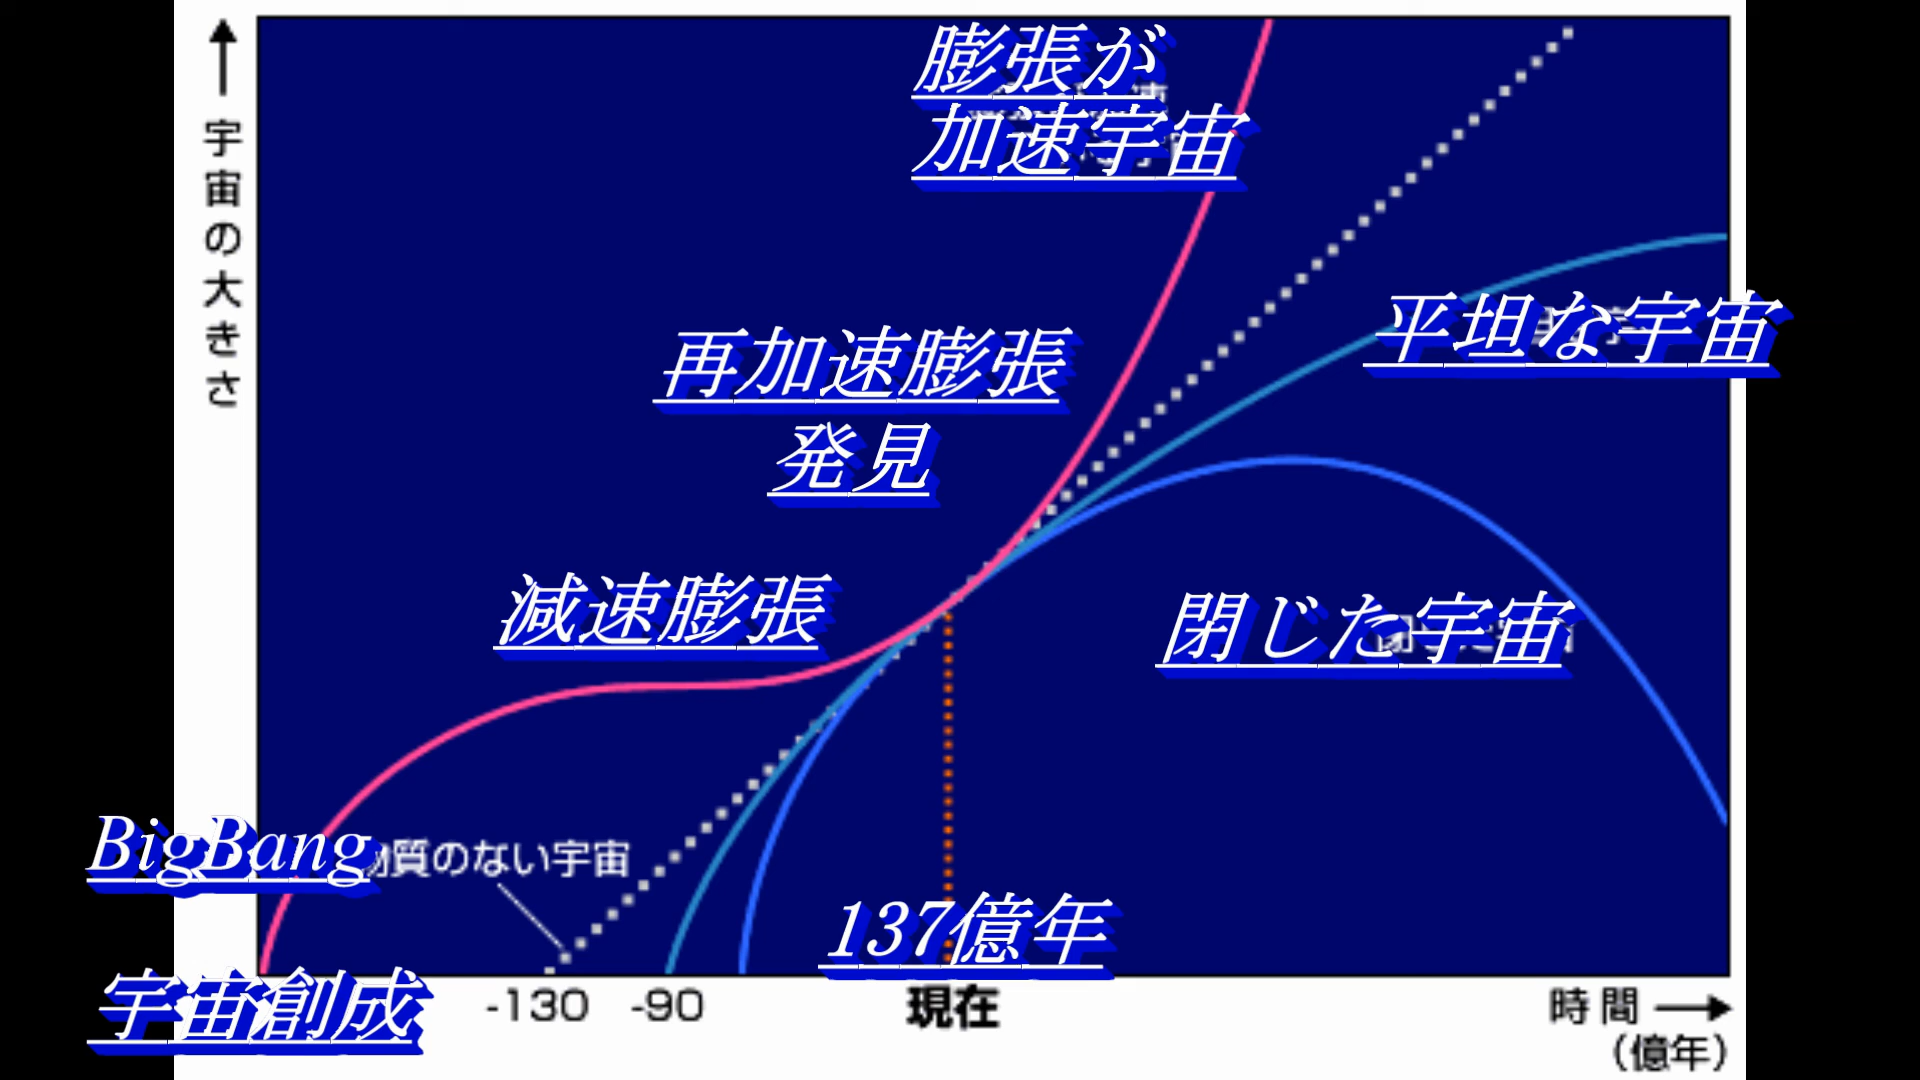 膨張が
加速宇宙
宇宙の大きさ
平坦な宇宙
再加速膨張
発見
減速膨張
閉じた宇宙
BigBang
物質のない宇宙
137億年
宇宙創成
-130
-90
現在
時間
(億年)